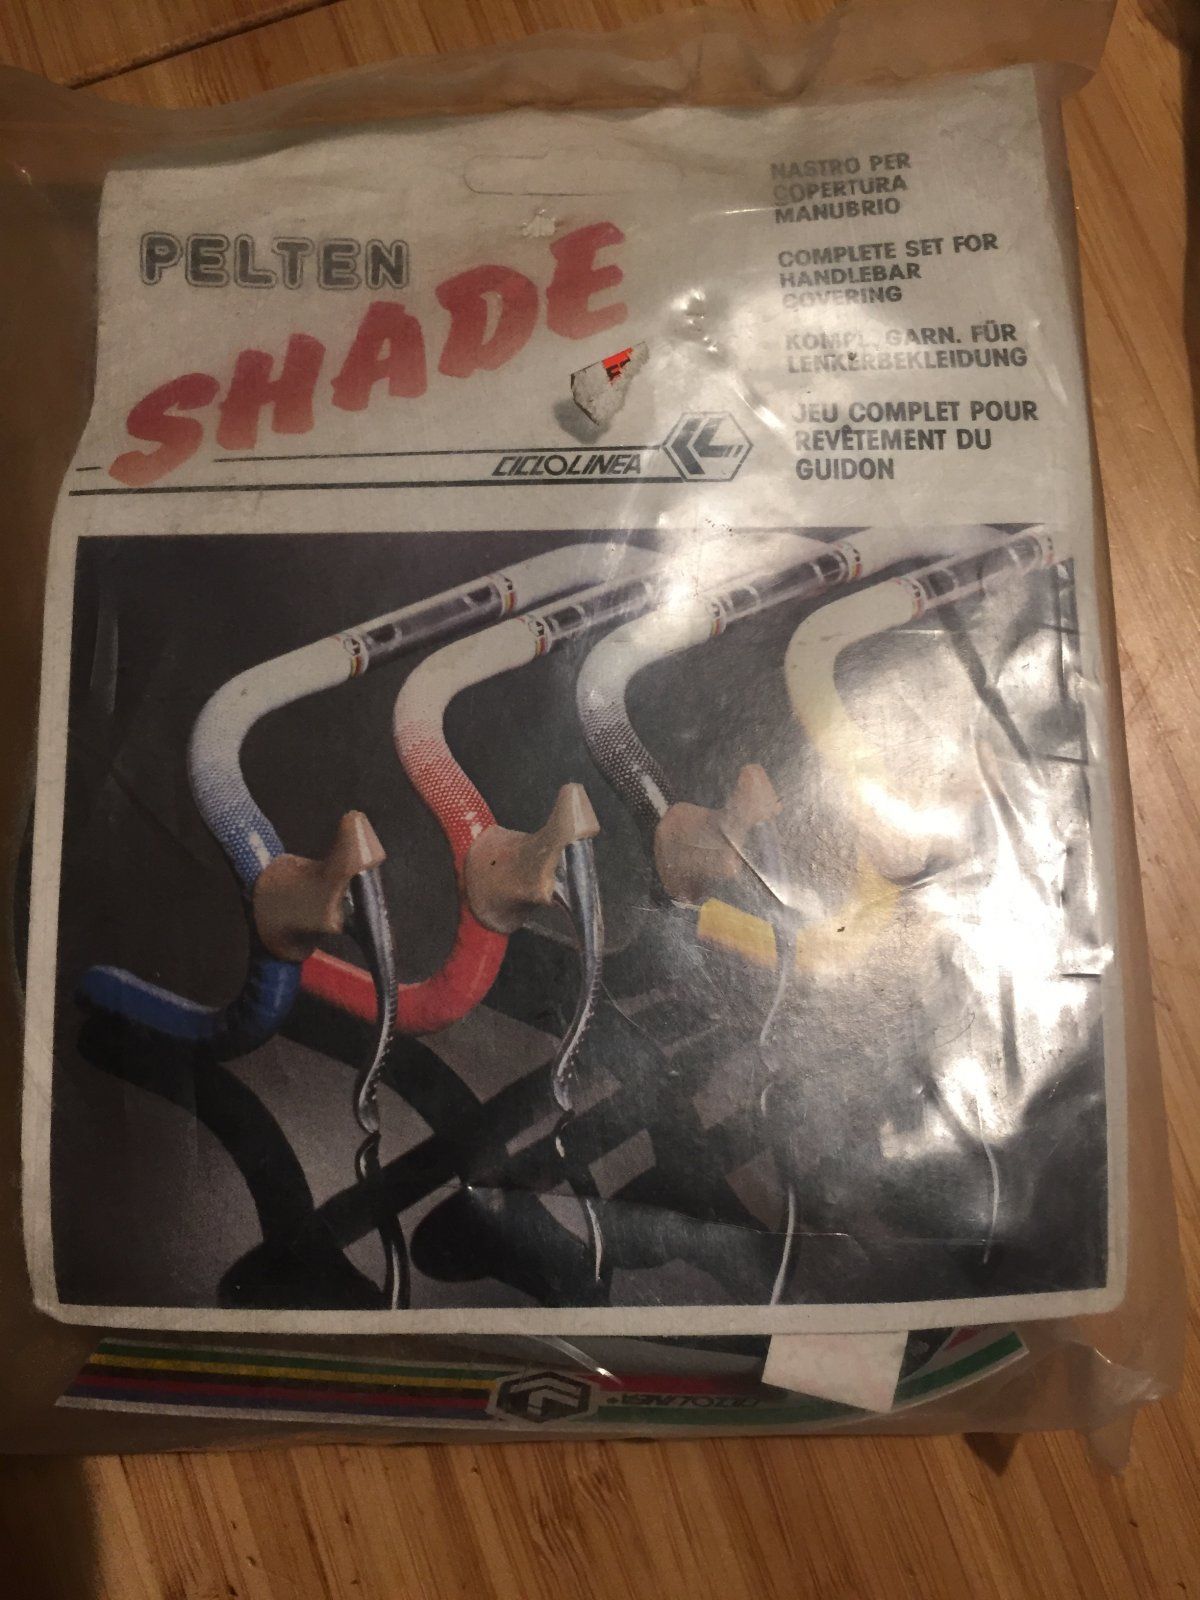 PELTEN
SHADE
CICLOLINEA
NASTRO PER
COPERTURA
MANUBRIO
COMPLETE SET FOR
HANDLEBAR
COVERING
KOMPL. GARN. FÜR
LENKERBEKLEIDUNG
JEU COMPLET POUR
REVÊTEMENT DU
GUIDON
CICLOLINEA®